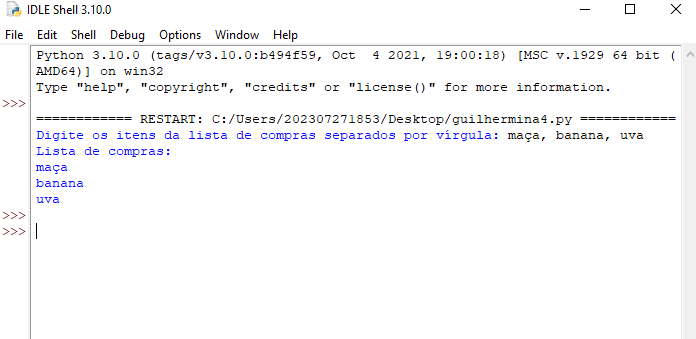 IDLE Shell 3.10.0
File Edit Shell Debug Options Window Help
Python 3.10.0 (tags/v3.10.0:b494f59, Oct  4 2021, 19:00:18) [MSC v.1929 64 bit (
AMD64)] on win32
Type "help", "copyright", "credits" or "license()" for more information.
>>>
============ RESTART: C:/Users/202307271853/Desktop/guilhermina4.py ============
Digite os itens da lista de compras separados por vírgula: maça, banana, uva
Lista de compras:
maça
banana
uva
>>>
>>>